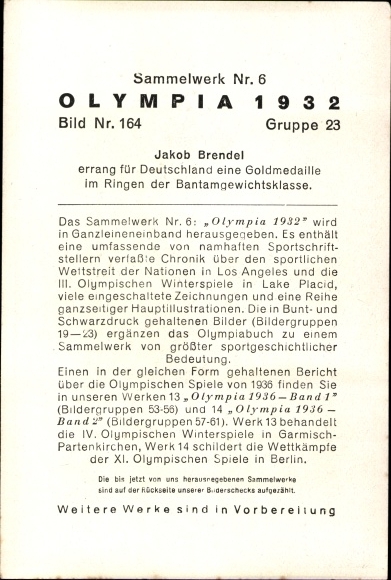 Sammelwerk Nr. 6
OLYMPIA 1932
Bild Nr. 164 Gruppe 23
Jakob Brendel
errang für Deutschland eine Goldmedaille
im Ringen der Bantamgewichtsklasse.
Das Sammelwerk Nr. 6: „Olympia 1932” wird
in Ganzleineneinband herausgegeben. Es enthält
eine umfassende von namhaften Sportschrift-
stellern verfaßte Chronik über den sportlichen
Wettstreit der Nationen in Los Angeles und die
III. Olympischen Winterspiele in Lake Placid,
viele eingeschaltete Zeichnungen und eine Reihe
ganzseitiger Hauptillustrationen. Die in Bunt- und
Schwarzdruck gehaltenen Bilder (Bildergruppen
19—23) ergänzen das Olympiabuch zu einem
Sammelwerk von größter sportgeschichtlicher
Bedeutung.
Einen in der gleichen Form gehaltenen Bericht
über die Olympischen Spiele von 1936 finden Sie
in unseren Werken 13 „Olympia 1936 – Band 1”
(Bildergruppen 53-56) und 14 „Olympia 1936 –
Band 2” (Bildergruppen 57-61). Werk 13 behandelt
die IV. Olympischen Winterspiele in Garmisch-
Partenkirchen, Werk 14 schildert die Wettkämpfe
der XI. Olympischen Spiele in Berlin.
Die bis jetzt von uns herausgegebenen Sammelwerke
sind auf der Rückseite unserer Bilderschecks aufgezählt.
Weitere Werke sind in Vorbereitung